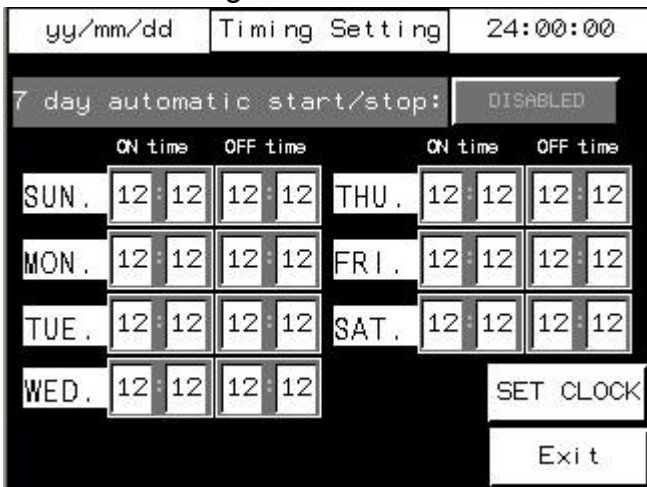 yy/mm/dd Timing Setting 24:00:00
7 day automatic start/stop: DISABLED
ON time OFF time ON time OFF time
SUN. 12:12 12:12 THU. 12:12 12:12
MON. 12:12 12:12 FRI. 12:12 12:12
TUE. 12:12 12:12 SAT. 12:12 12:12
WED. 12:12 12:12 SET CLOCK
Exit